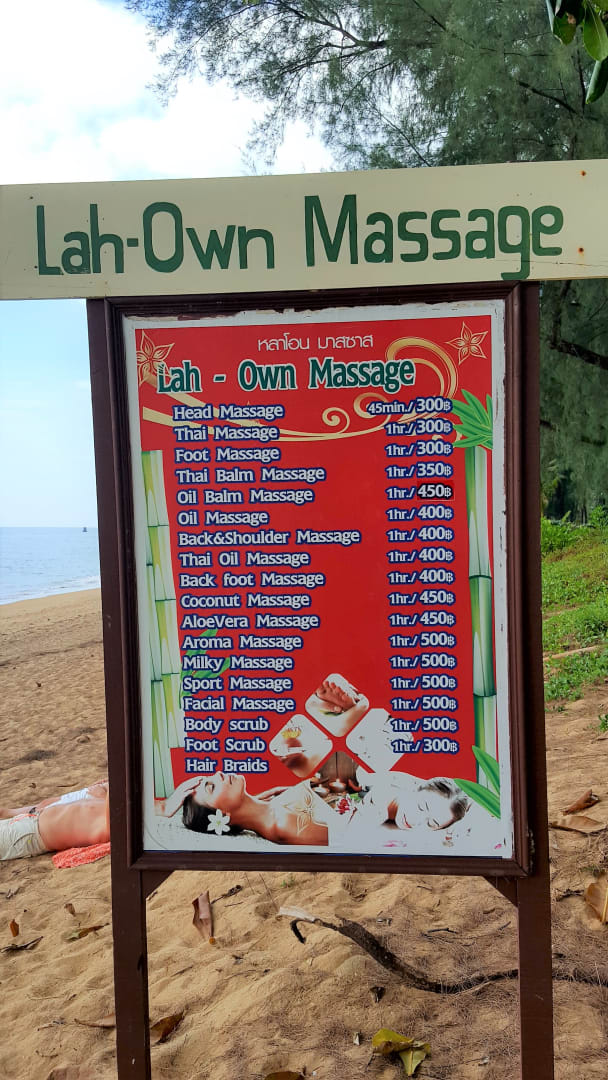 Lah-Own Massage
หลาโอน มาสซาส
Lah - Own Massage
Head Massage 45min./300฿
Thai Massage 1hr./300฿
Foot Massage 1hr./300฿
Thai Balm Massage 1hr./350฿
Oil Balm Massage 1hr./450฿
Oil Massage 1hr./400฿
Back&Shoulder Massage 1hr./400฿
Thai Oil Massage 1hr./400฿
Back foot Massage 1hr./400฿
Coconut Massage 1hr./450฿
AloeVera Massage 1hr./450฿
Aroma Massage 1hr./500฿
Milky Massage 1hr./500฿
Sport Massage 1hr./500฿
Facial Massage 1hr./500฿
Body scrub 1hr./500฿
Foot Scrub 1hr./300฿
Hair Braids